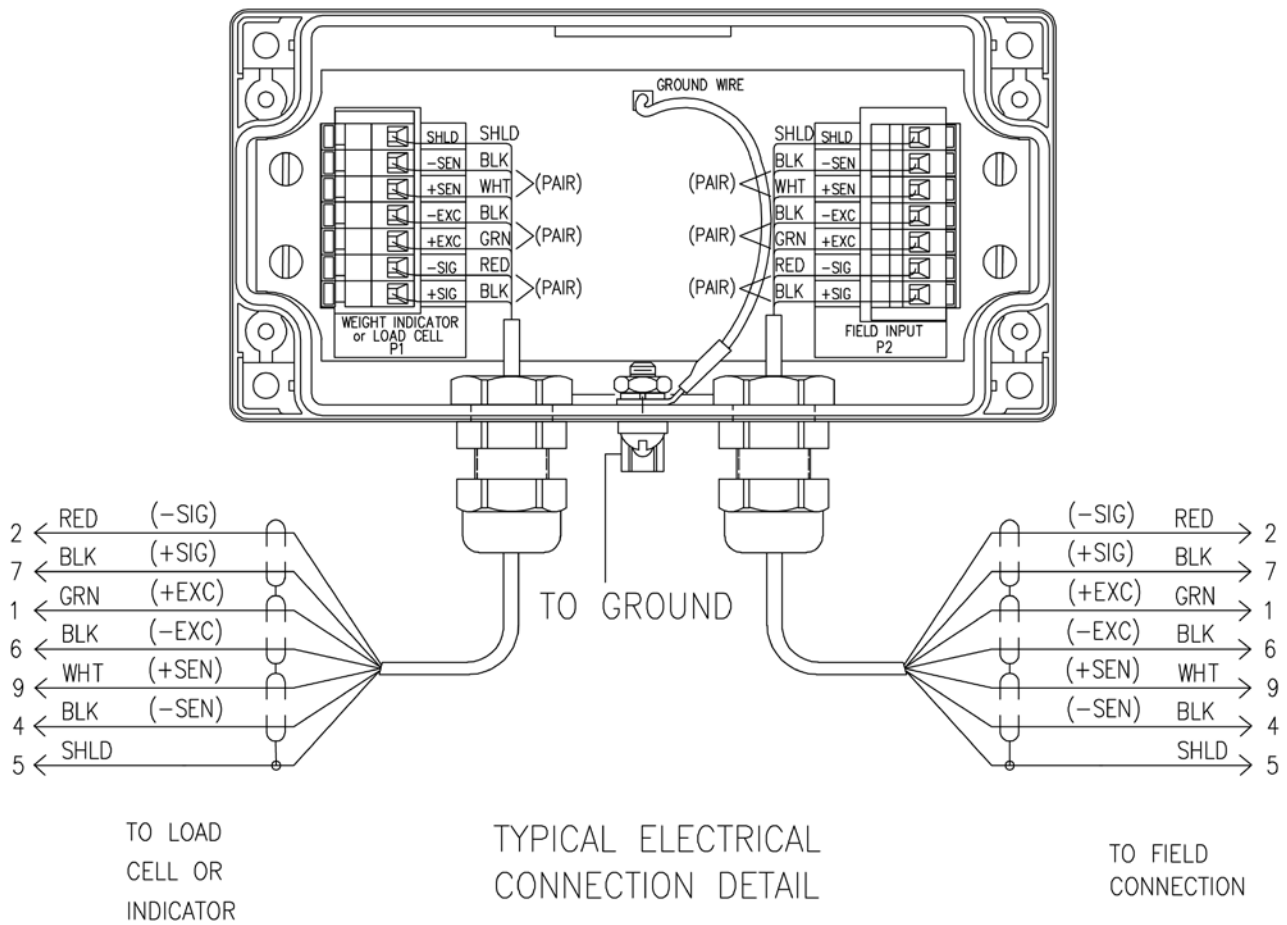 GROUND WIRE
SHLD SHLD
-SEN BLK
+SEN WHT (PAIR)
-EXC BLK
+EXC GRN (PAIR)
-SIG RED
+SIG BLK (PAIR)
WEIGHT INDICATOR
or LOAD CELL
P1
SHLD SHLD
BLK -SEN
(PAIR) WHT +SEN
BLK -EXC
(PAIR) GRN +EXC
RED -SIG
(PAIR) BLK +SIG
FIELD INPUT
P2
TO GROUND
2 RED (-SIG)
7 BLK (+SIG)
1 GRN (+EXC)
6 BLK (-EXC)
9 WHT (+SEN)
4 BLK (-SEN)
5 SHLD
(-SIG) RED 2
(+SIG) BLK 7
(+EXC) GRN 1
(-EXC) BLK 6
(+SEN) WHT 9
(-SEN) BLK 4
SHLD 5
TO LOAD
CELL OR
INDICATOR
TYPICAL ELECTRICAL
CONNECTION DETAIL
TO FIELD
CONNECTION